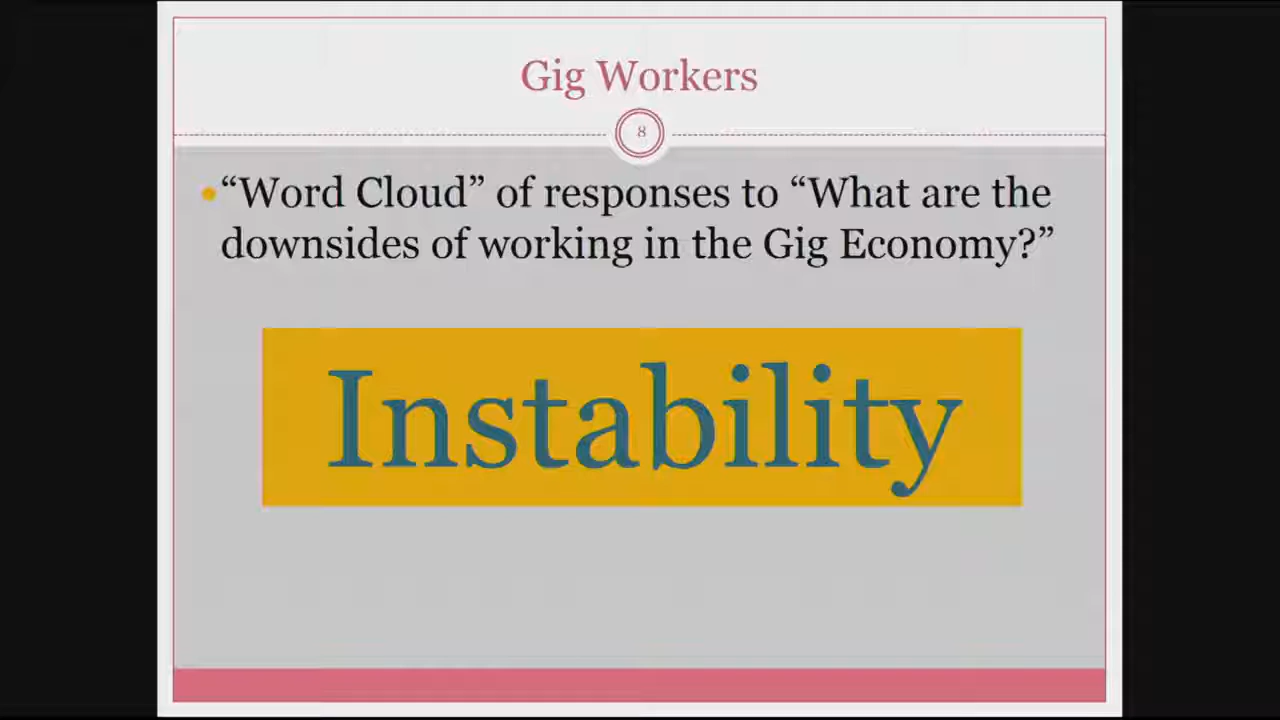 Gig Workers
8
•“Word Cloud” of responses to “What are the
downsides of working in the Gig Economy?”
Instability